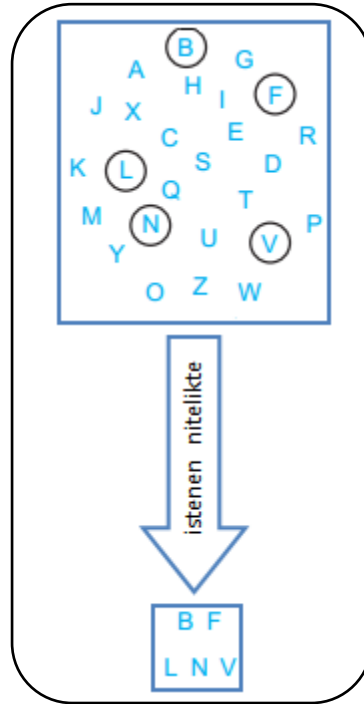 B G
A H I F
J X E R
C
K L S D
Q T
M N U V P
Y
O Z W
istenen nitelikte
B F
L N V